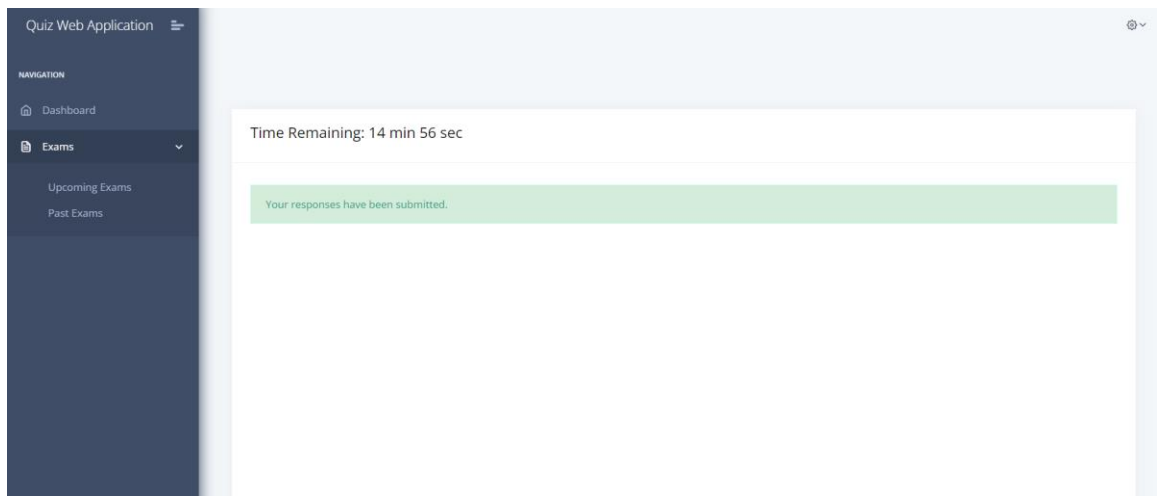 Quiz Web Application
NAVIGATION
Dashboard
Exams
Upcoming Exams
Past Exams
Time Remaining: 14 min 56 sec
Your responses have been submitted.